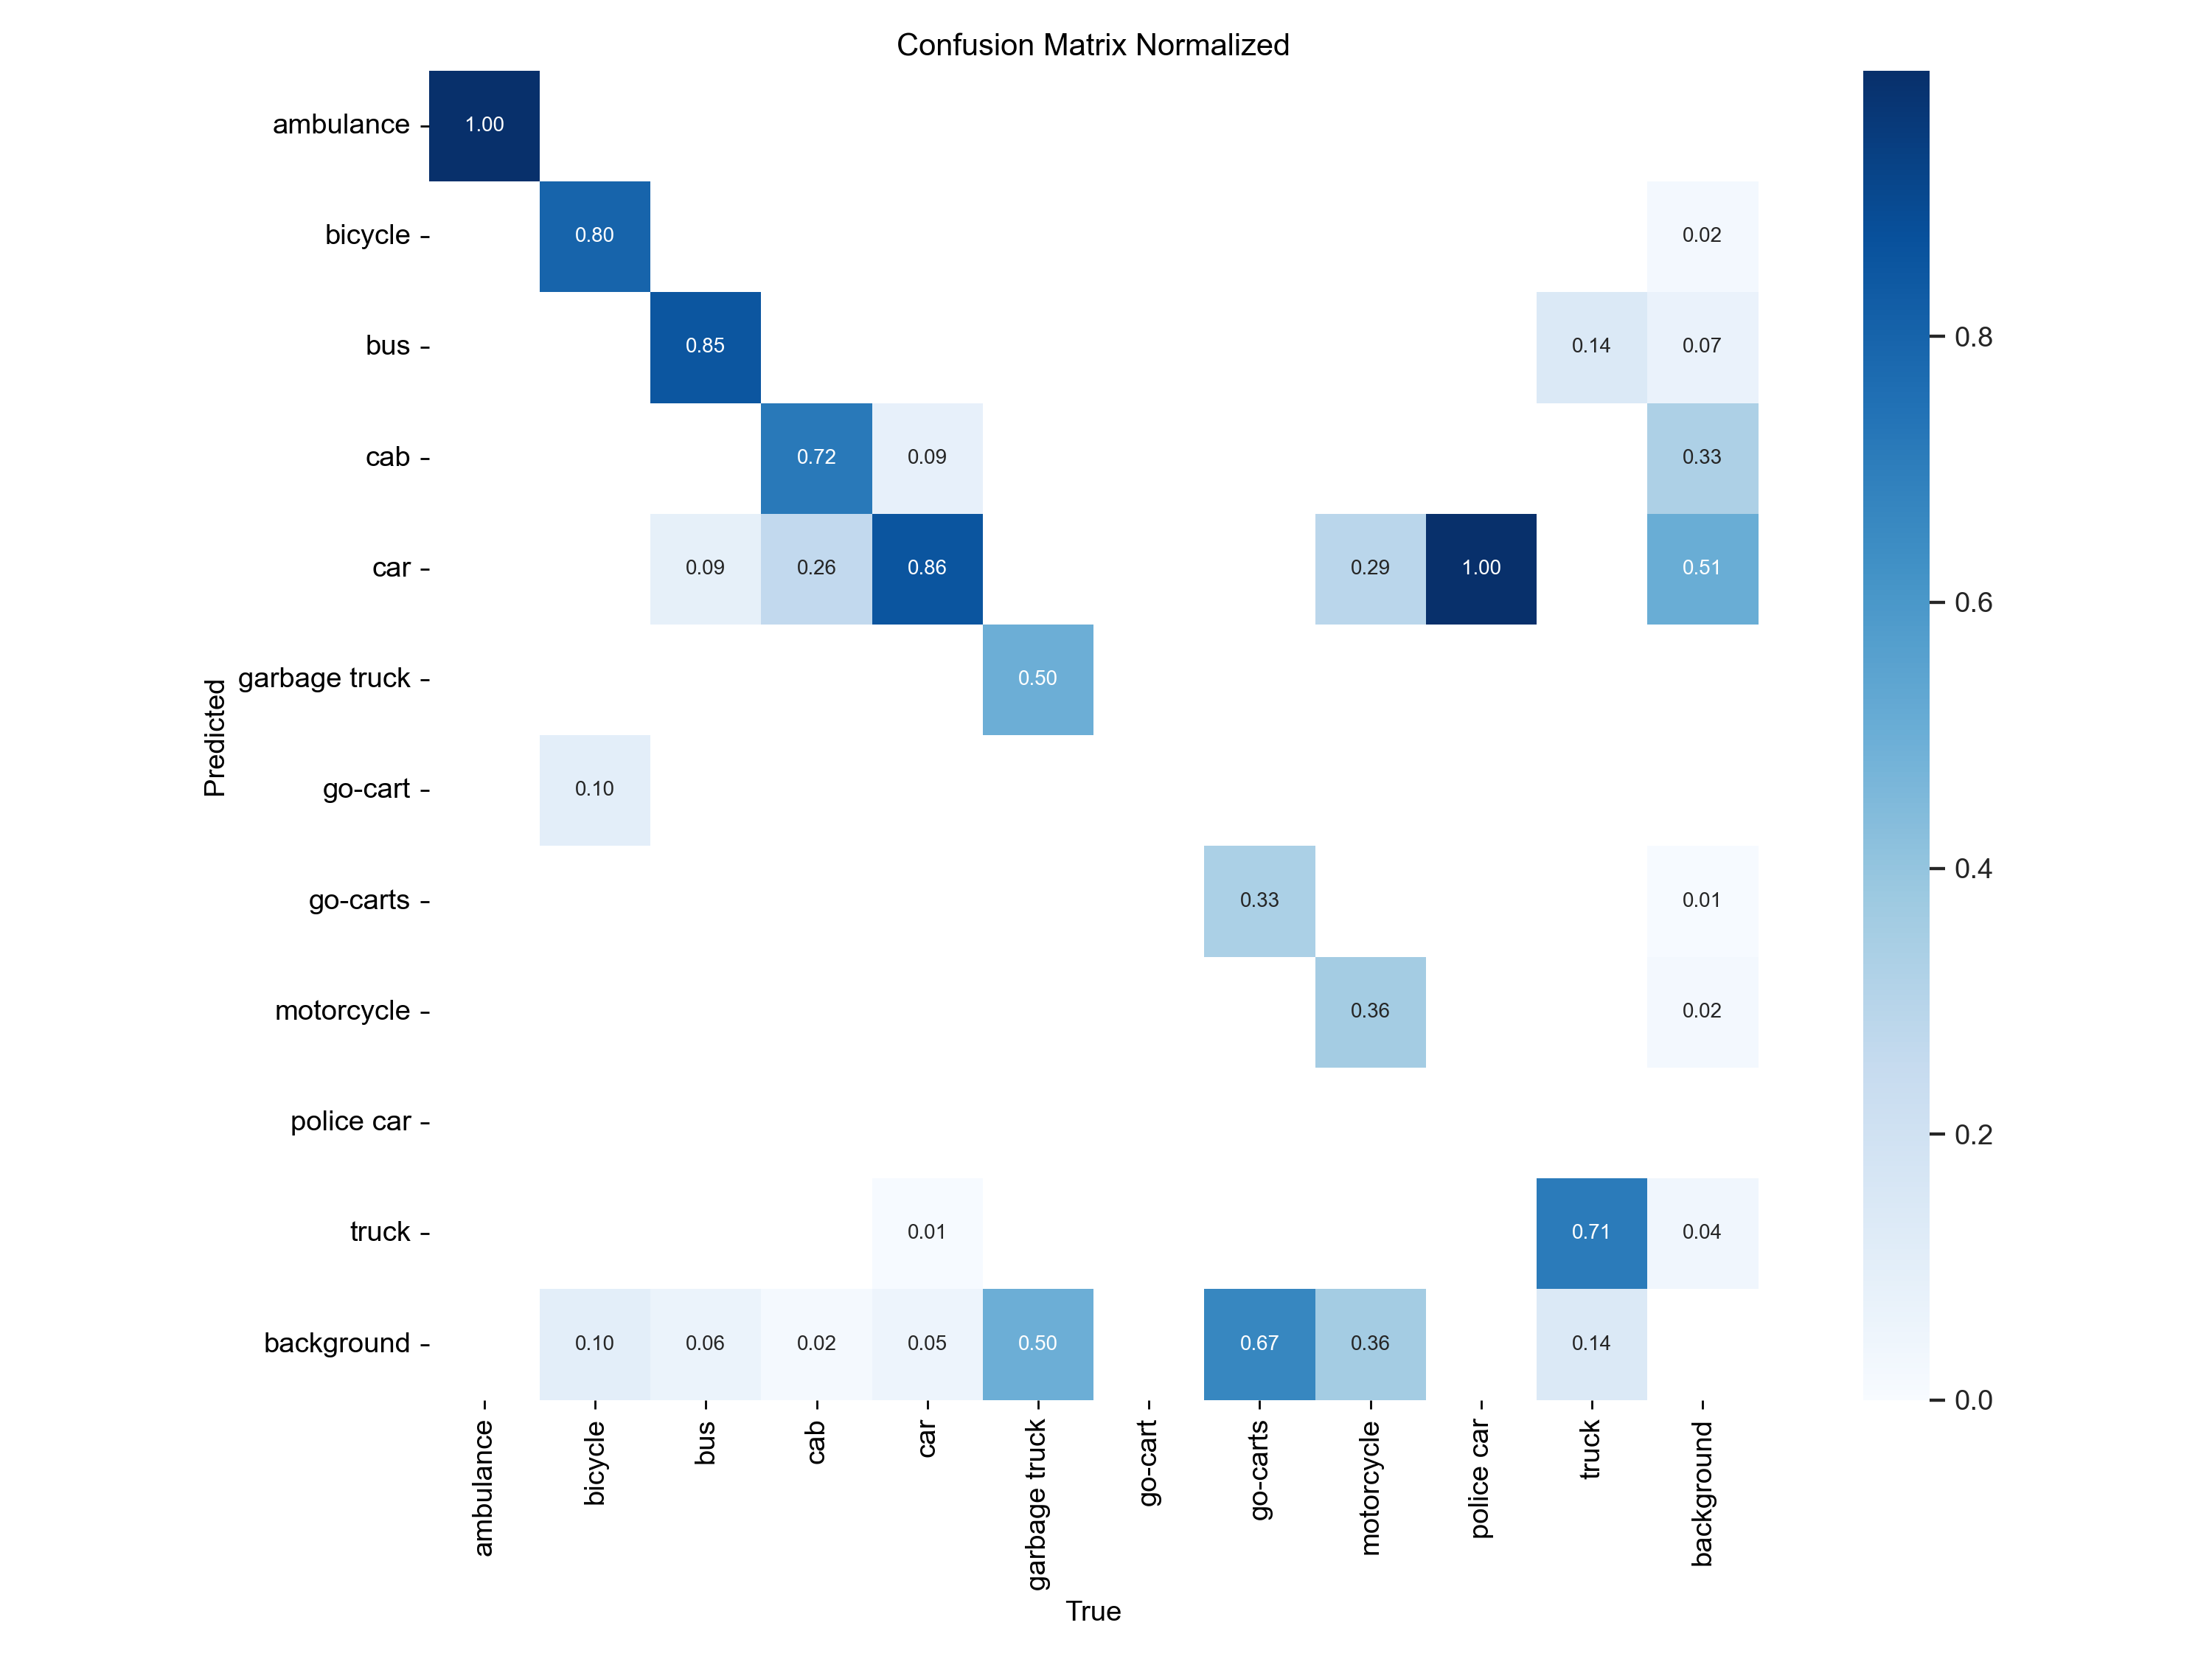 Confusion Matrix Normalized
ambulance 1.00
bicycle 0.80 0.02
bus 0.85 0.14 0.07 0.8
cab 0.72 0.09 0.33
car 0.09 0.26 0.86 0.29 1.00 0.51
0.6
garbage truck 0.50
Predicted
go-cart 0.10
0.4
go-carts 0.33 0.01
motorcycle 0.36 0.02
police car
0.2
truck 0.01 0.71 0.04
background 0.10 0.06 0.02 0.05 0.50 0.67 0.36 0.14
0.0
ambulance
bicycle
bus
cab
car
garbage truck
go-cart
go-carts
motorcycle
police car
truck
background
True